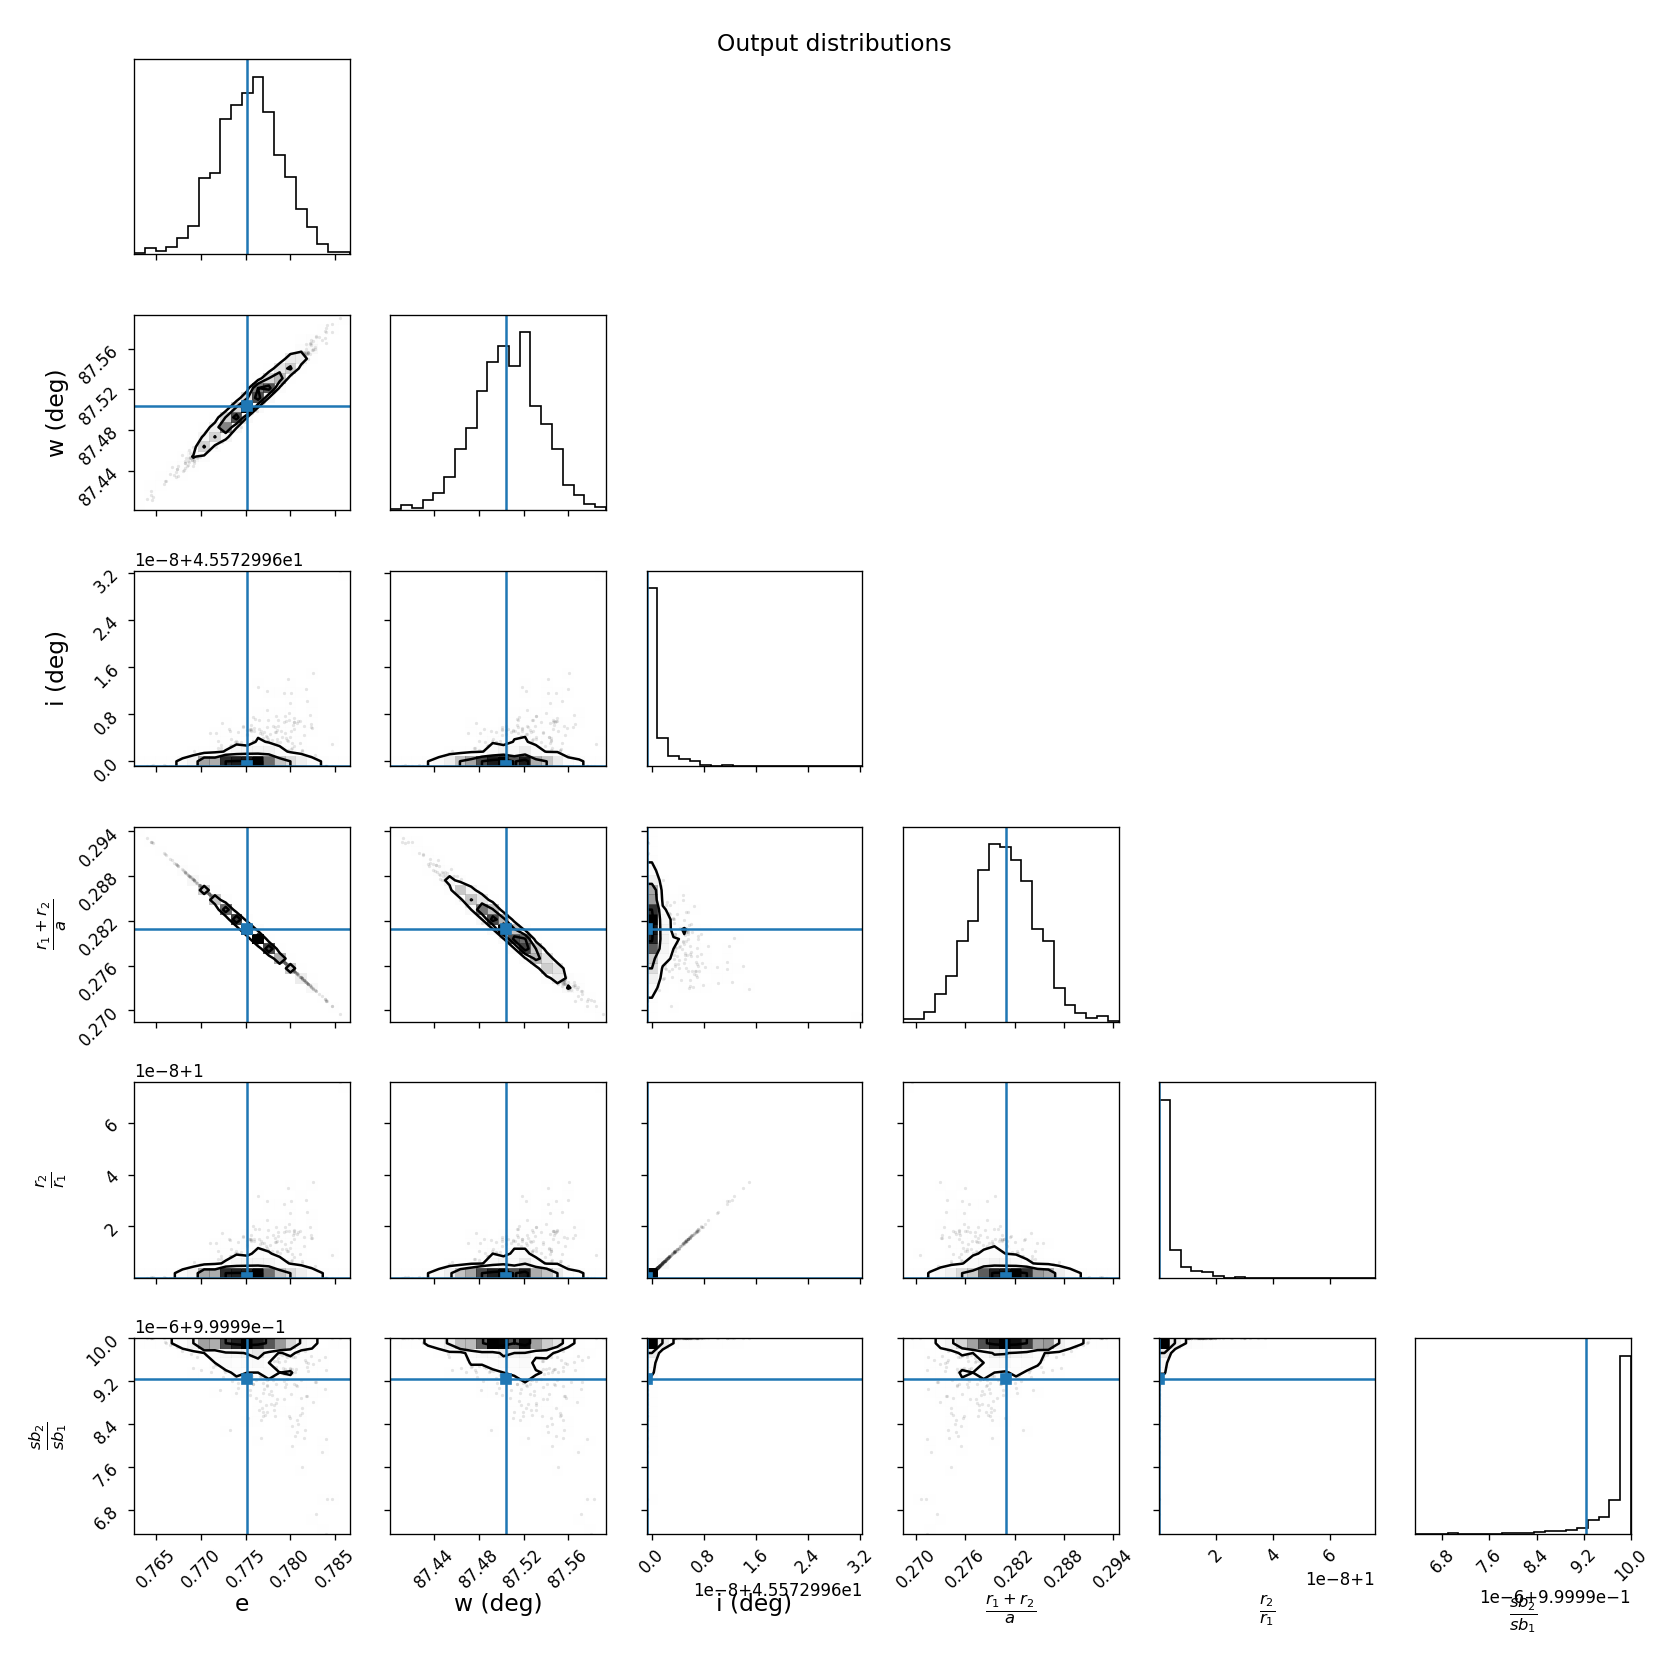 Output distributions
w (deg)
87.56
87.52
87.48
87.44
1e−8+4.5572996e1
i (deg)
3.2
2.4
1.6
0.8
0.0
r₁ + r₂
a
0.294
0.288
0.282
0.276
0.270
1e−8+1
r₂
r₁
6
4
2
1e−6+9.9999e−1
sb₂
sb₁
10.0
9.2
8.4
7.6
6.8
0.765 0.770 0.775 0.780 0.785
87.44 87.48 87.52 87.56
0.0 0.8 1.6 2.4 3.2
0.270 0.276 0.282 0.288 0.294
2 4 6
6.8 7.6 8.4 9.2 10.0
1e−8+4.5572996e1
1e−8+1
1e−6+9.9999e−1
e
w (deg)
i (deg)
r₁ + r₂
a
r₂
r₁
sb₂
sb₁